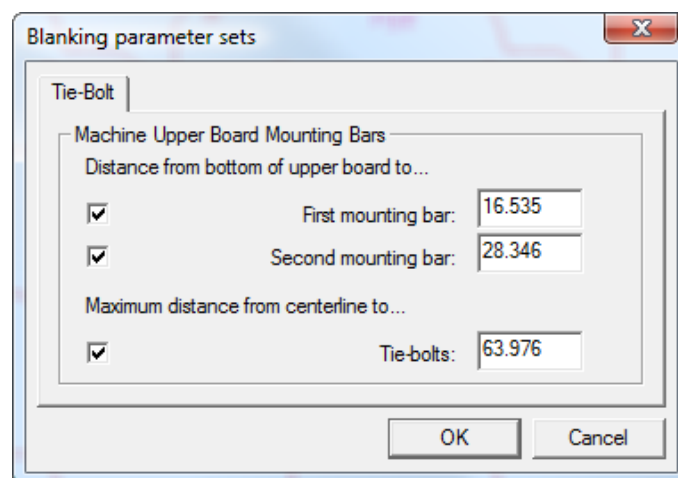 Blanking parameter sets
Tie-Bolt
Machine Upper Board Mounting Bars
Distance from bottom of upper board to...
First mounting bar: 16.535
Second mounting bar: 28.346
Maximum distance from centerline to...
Tie-bolts: 63.976
OK Cancel